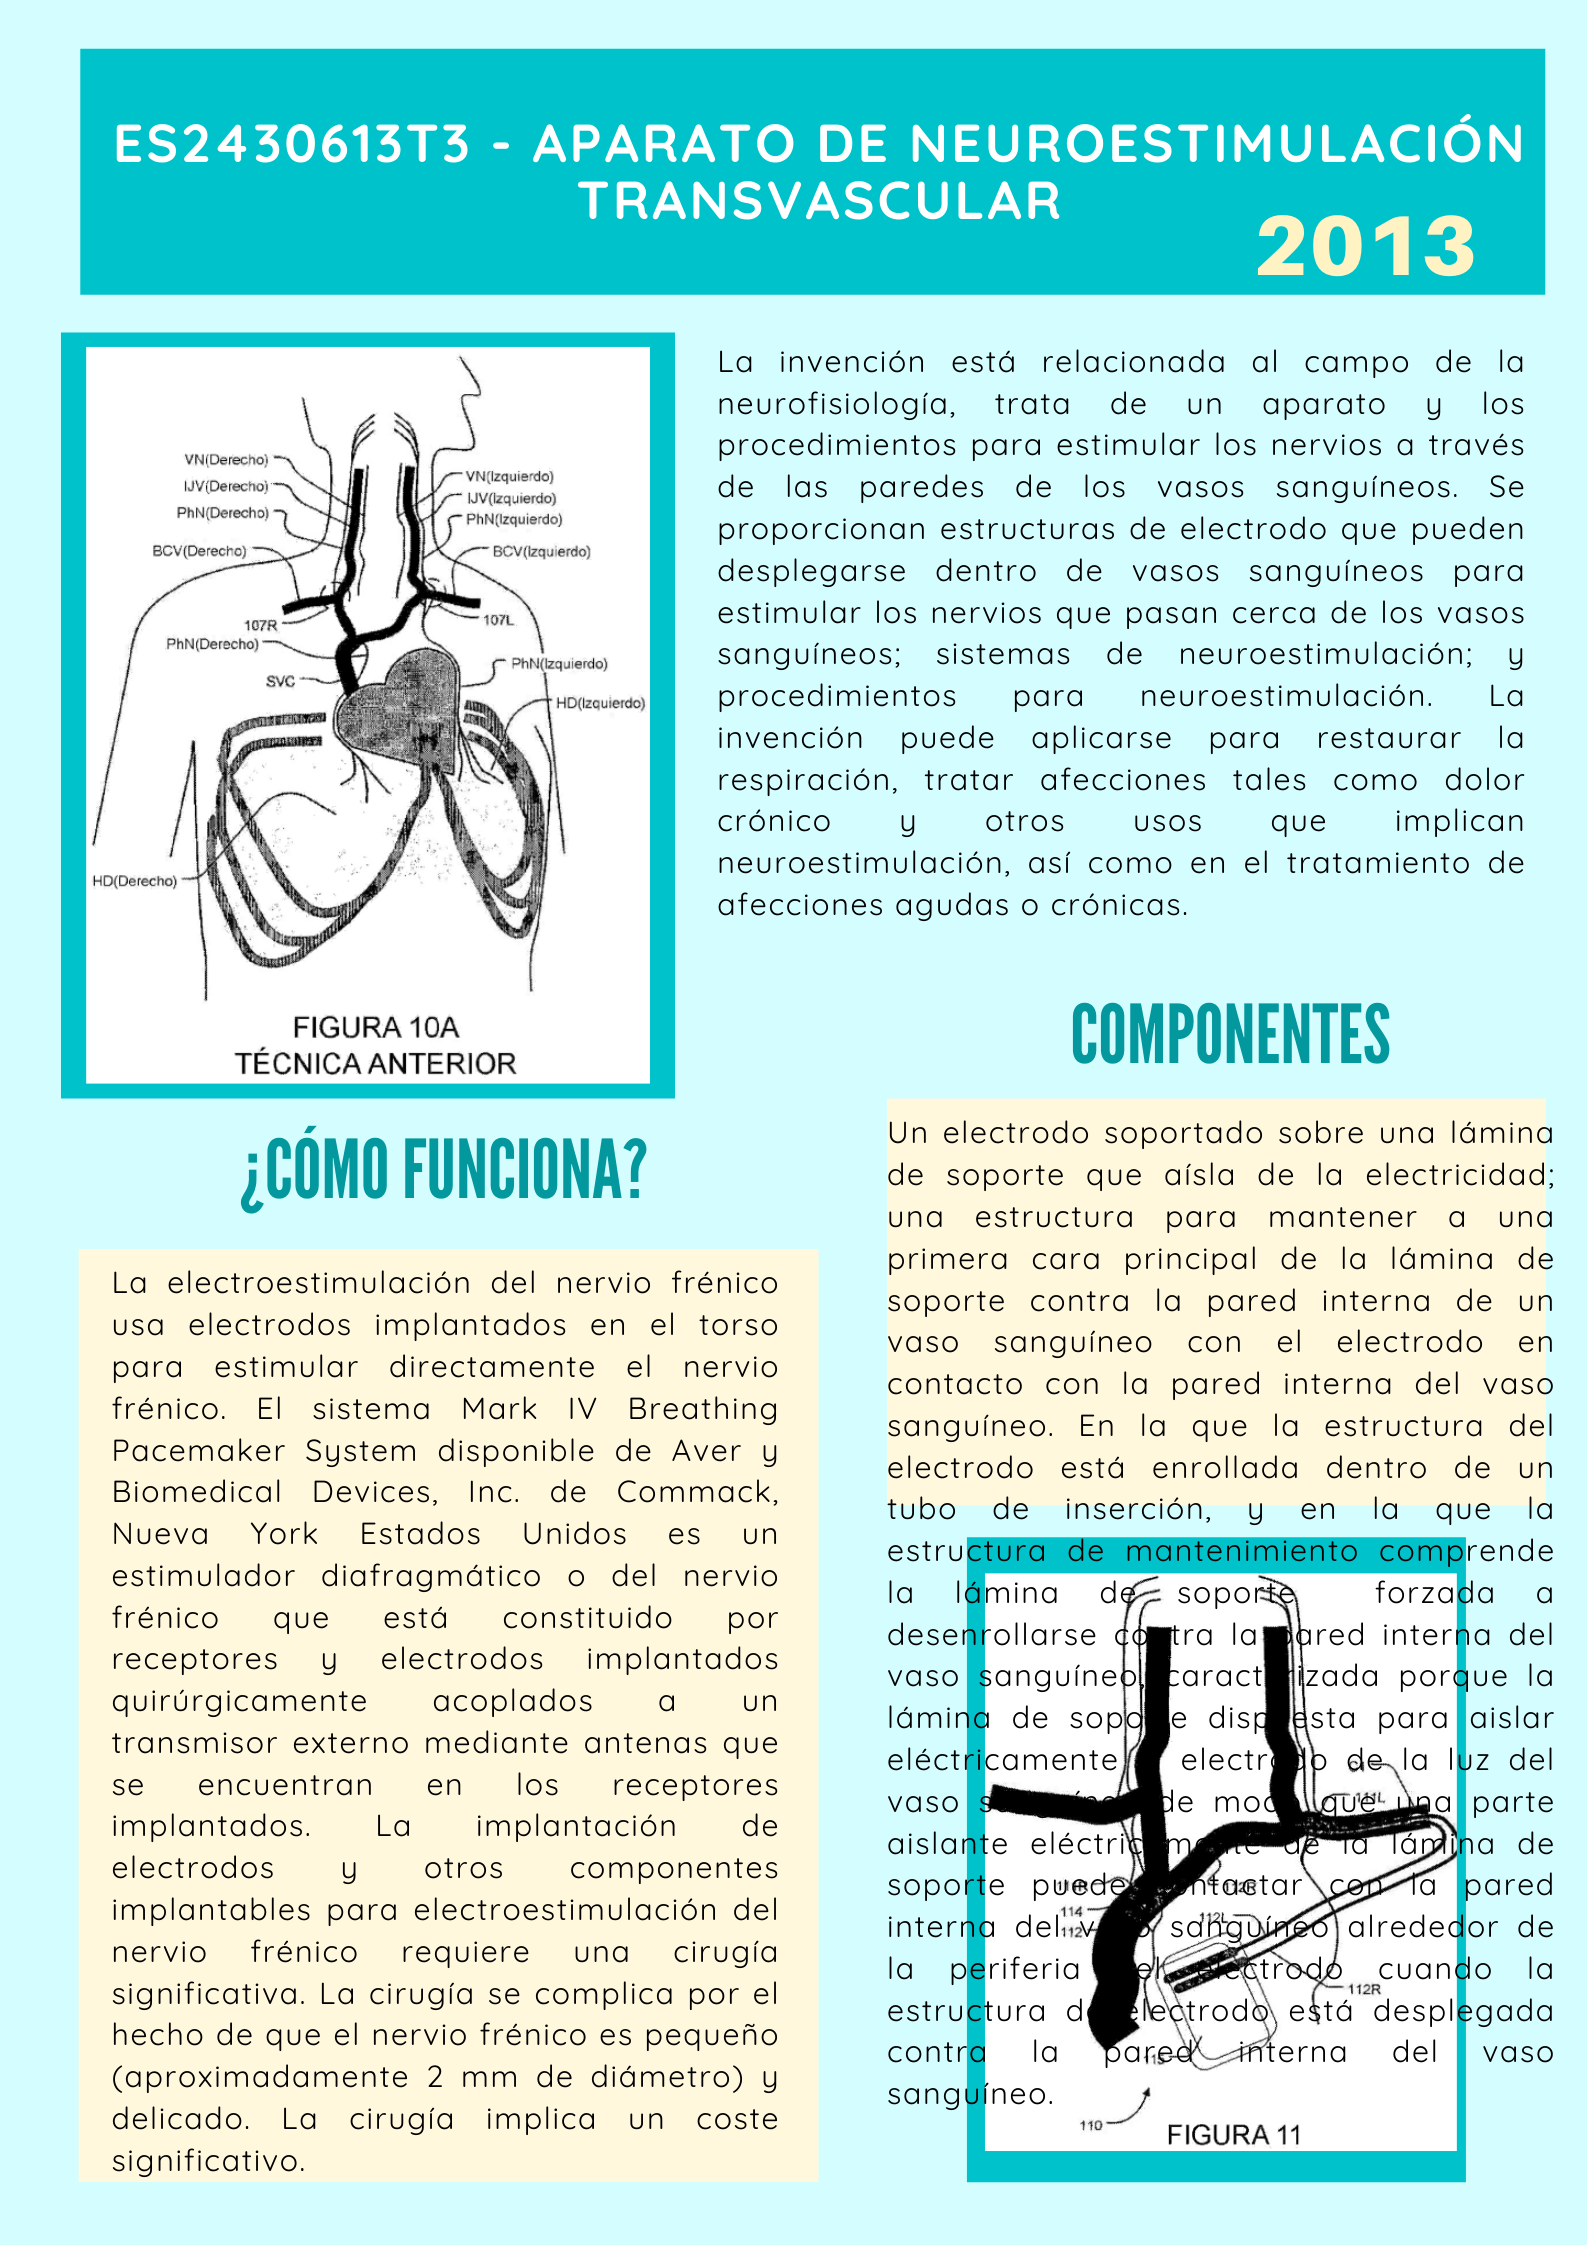 ES2430613T3 - APARATO DE NEUROESTIMULACIÓN
TRANSVASCULAR
2013
VN(Derecho)
IJV(Derecho)
PhN(Derecho)
BCV(Derecho)
107R
PhN(Derecho)
SVC
HD(Derecho)
VN(Izquierdo)
IJV(Izquierdo)
PhN(Izquierdo)
BCV(Izquierdo)
107L
PhN(Izquierdo)
HD(Izquierdo)
FIGURA 10A
TÉCNICA ANTERIOR
La invención está relacionada al campo de la
neurofisiología, trata de un aparato y los
procedimientos para estimular los nervios a través
de las paredes de los vasos sanguíneos. Se
proporcionan estructuras de electrodo que pueden
desplegarse dentro de vasos sanguíneos para
estimular los nervios que pasan cerca de los vasos
sanguíneos; sistemas de neuroestimulación; y
procedimientos para neuroestimulación. La
invención puede aplicarse para restaurar la
respiración, tratar afecciones tales como dolor
crónico y otros usos que implican
neuroestimulación, así como en el tratamiento de
afecciones agudas o crónicas.
¿CÓMO FUNCIONA?
La electroestimulación del nervio frénico
usa electrodos implantados en el torso
para estimular directamente el nervio
frénico. El sistema Mark IV Breathing
Pacemaker System disponible de Aver y
Biomedical Devices, Inc. de Commack,
Nueva York Estados Unidos es un
estimulador diafragmático o del nervio
frénico que está constituido por
receptores y electrodos implantados
quirúrgicamente acoplados a un
transmisor externo mediante antenas que
se encuentran en los receptores
implantados. La implantación de
electrodos y otros componentes
implantables para electroestimulación del
nervio frénico requiere una cirugía
significativa. La cirugía se complica por el
hecho de que el nervio frénico es pequeño
(aproximadamente 2 mm de diámetro) y
delicado. La cirugía implica un coste
significativo.
COMPONENTES
Un electrodo soportado sobre una lámina
de soporte que aísla de la electricidad;
una estructura para mantener a una
primera cara principal de la lámina de
soporte contra la pared interna de un
vaso sanguíneo con el electrodo en
contacto con la pared interna del vaso
sanguíneo. En la que la estructura del
electrodo está enrollada dentro de un
tubo de inserción, y en la que la
estructura de mantenimiento comprende
la lámina de soporte forzada a
desenrollarse contra la pared interna del
vaso sanguíneo, caracterizada porque la
lámina de soporte dispuesta para aislar
eléctricamente electrodo de la luz del
vaso sanguíneo de modo que una parte
aislante eléctricamente de la lámina de
soporte puede contactar con la pared
interna del vaso sanguíneo alrededor de
la periferia del electrodo cuando la
estructura de electrodo está desplegada
contra la pared interna del vaso
sanguíneo.
111L
112R
114
112L
112R
110
FIGURA 11